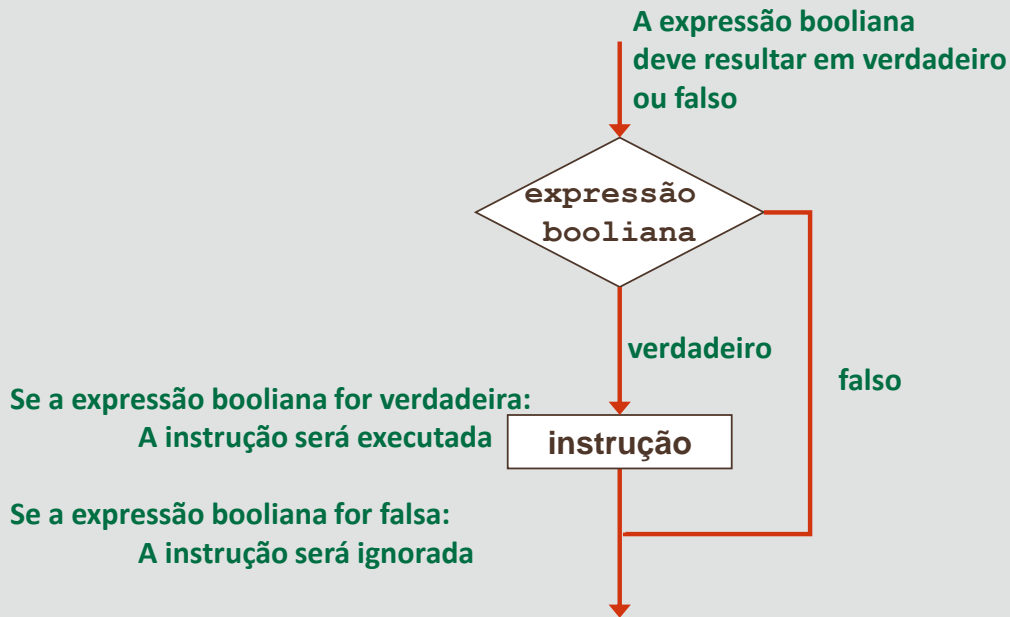 A expressão booliana
deve resultar em verdadeiro
ou falso
expressão
booliana
verdadeiro
falso
Se a expressão booliana for verdadeira:
A instrução será executada
instrução
Se a expressão booliana for falsa:
A instrução será ignorada